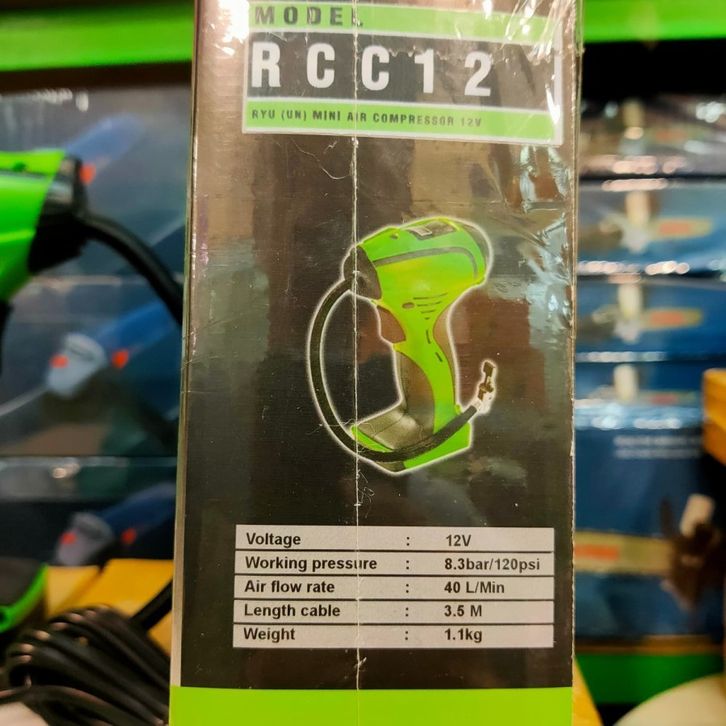 MODEL
RCC12
RYU (UN) MINI AIR COMPRESSOR 12V
Voltage : 12V
Working pressure : 8.3bar/120psi
Air flow rate : 40 L/Min
Length cable : 3.5 M
Weight : 1.1kg